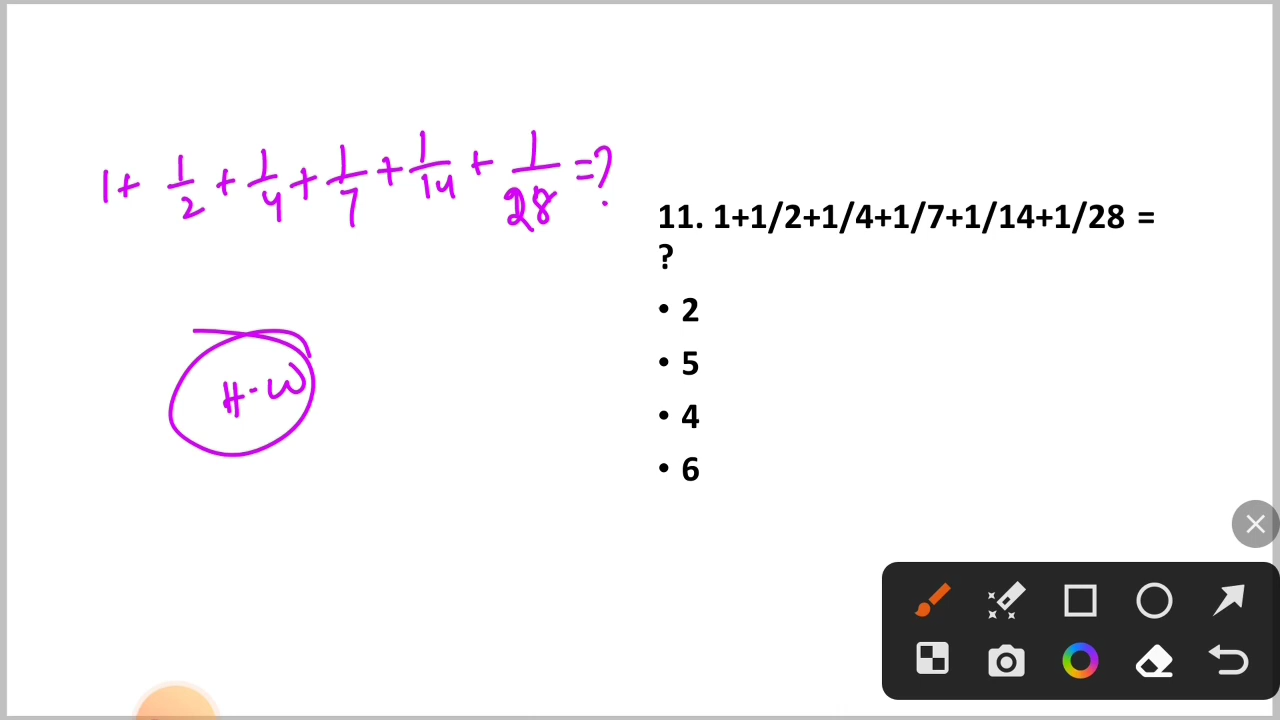 1+ 1/2 + 1/4 + 1/7 + 1/14 + 1/28 =?
H-W
11. 1+1/2+1/4+1/7+1/14+1/28 =
?
• 2
• 5
• 4
• 6